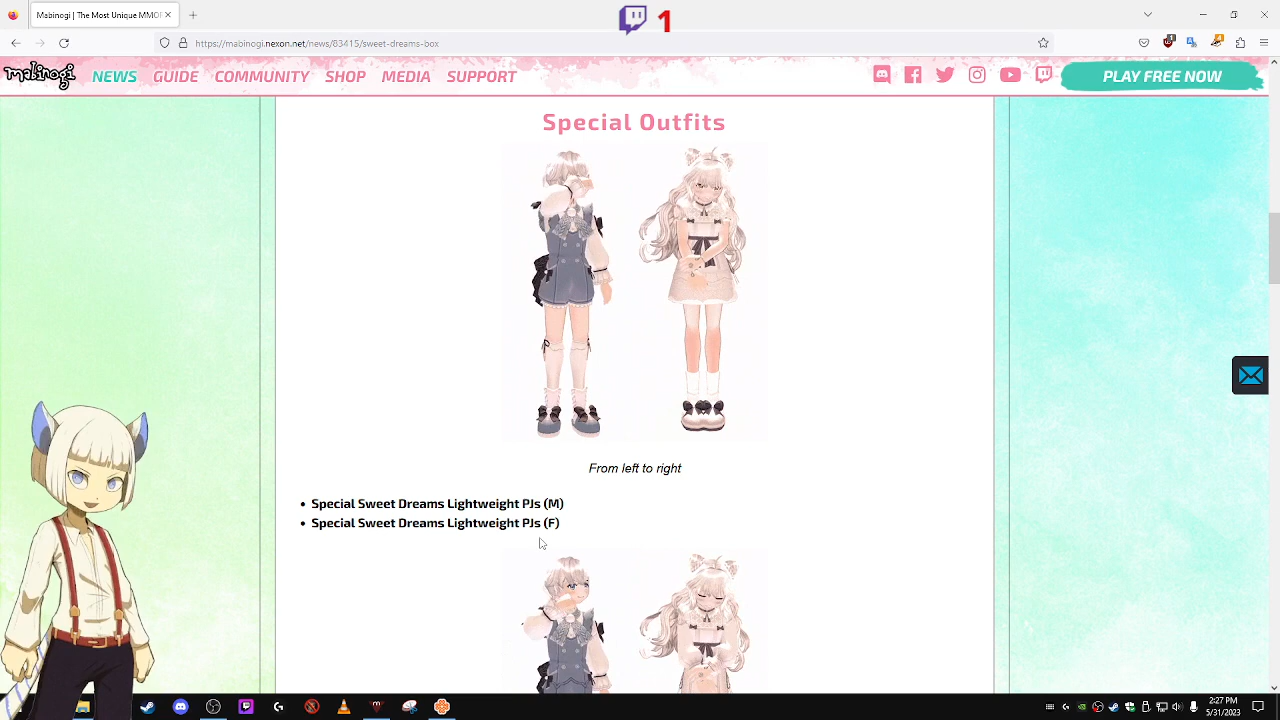 Mabinogi | The Most Unique MMOR
1
https://mabinogi.nexon.net/news/83415/sweet-dreams-box
mabinogi
NEWS GUIDE COMMUNITY SHOP MEDIA SUPPORT
PLAY FREE NOW
Special Outfits
From left to right
• Special Sweet Dreams Lightweight PJs (M)
• Special Sweet Dreams Lightweight PJs (F)
2:27 PM
5/31/2023